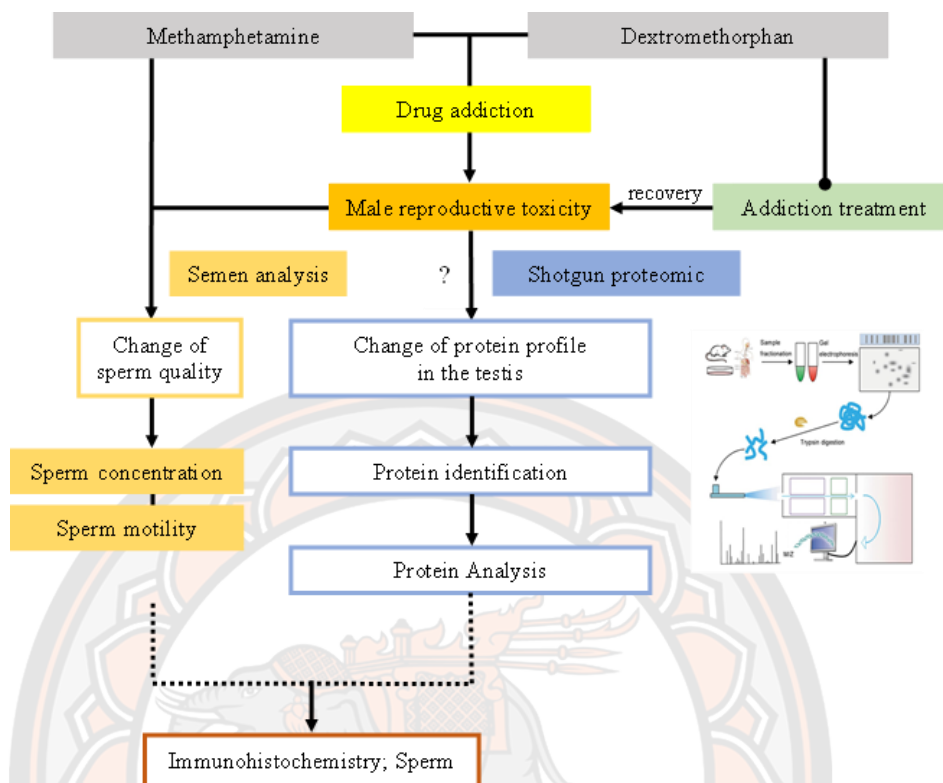 Methamphetamine
Dextromethorphan
Drug addiction
Male reproductive toxicity
recovery
Addiction treatment
Semen analysis
?
Shotgun proteomic
Change of
sperm quality
Change of protein profile
in the testis
Sample
fractionation
Gel
electrophoresis
Trypsin digestion
Sperm concentration
Protein identification
Sperm motility
M/Z
Protein Analysis
Immunohistochemistry; Sperm